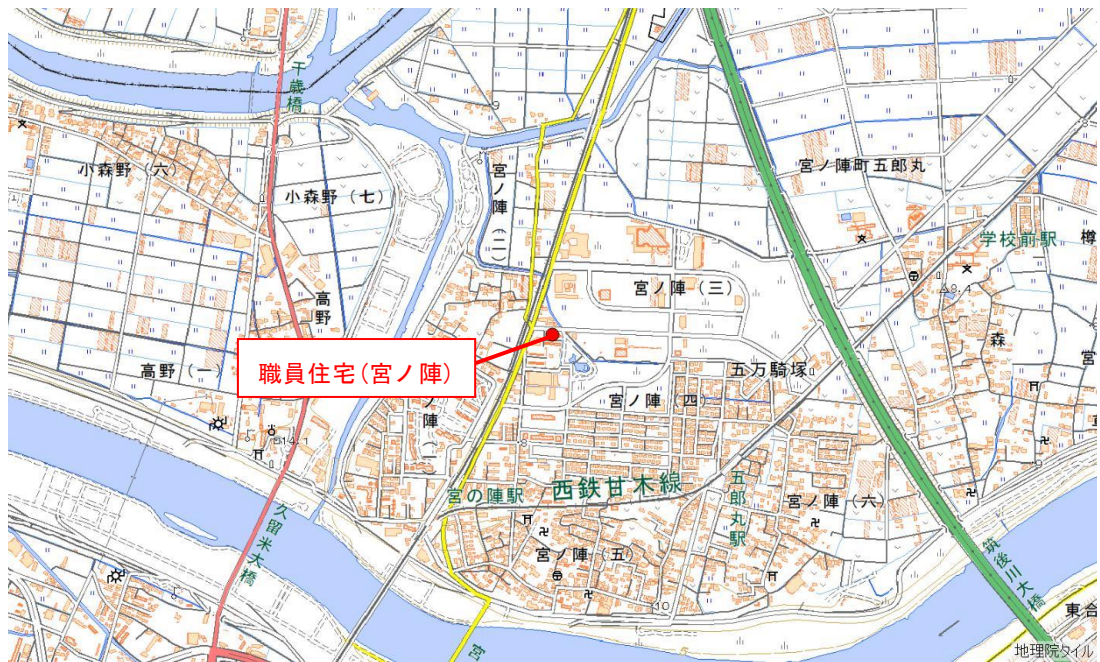 千歳橋
小森野（六）
小森野（七）
宮ノ陣（二）
宮ノ陣町五郎丸
学校前駅
樽
宮ノ陣（三）
高野
森
宮
高野（一）
職員住宅(宮ノ陣)
五万騎塚
宮ノ陣（四
ノ陣（一
宮の陣駅
西鉄甘木線
五郎丸駅
宮ノ陣（六）
宮ノ陣（五）
久留米大橋
筑後川大橋
宮
東合
地理院タイル